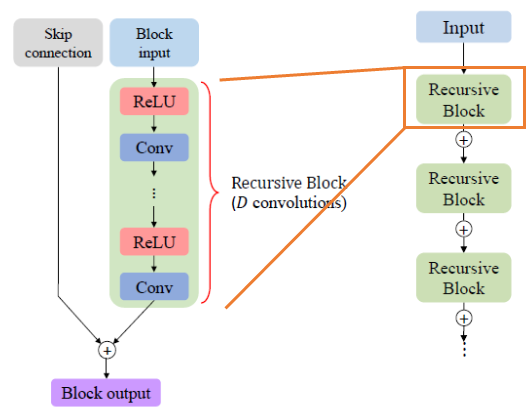 Skip
connection
Block
input
ReLU
Conv
⋮
ReLU
Conv
Recursive Block
(D convolutions)
+
Block output
Input
Recursive
Block
+
Recursive
Block
+
Recursive
Block
+